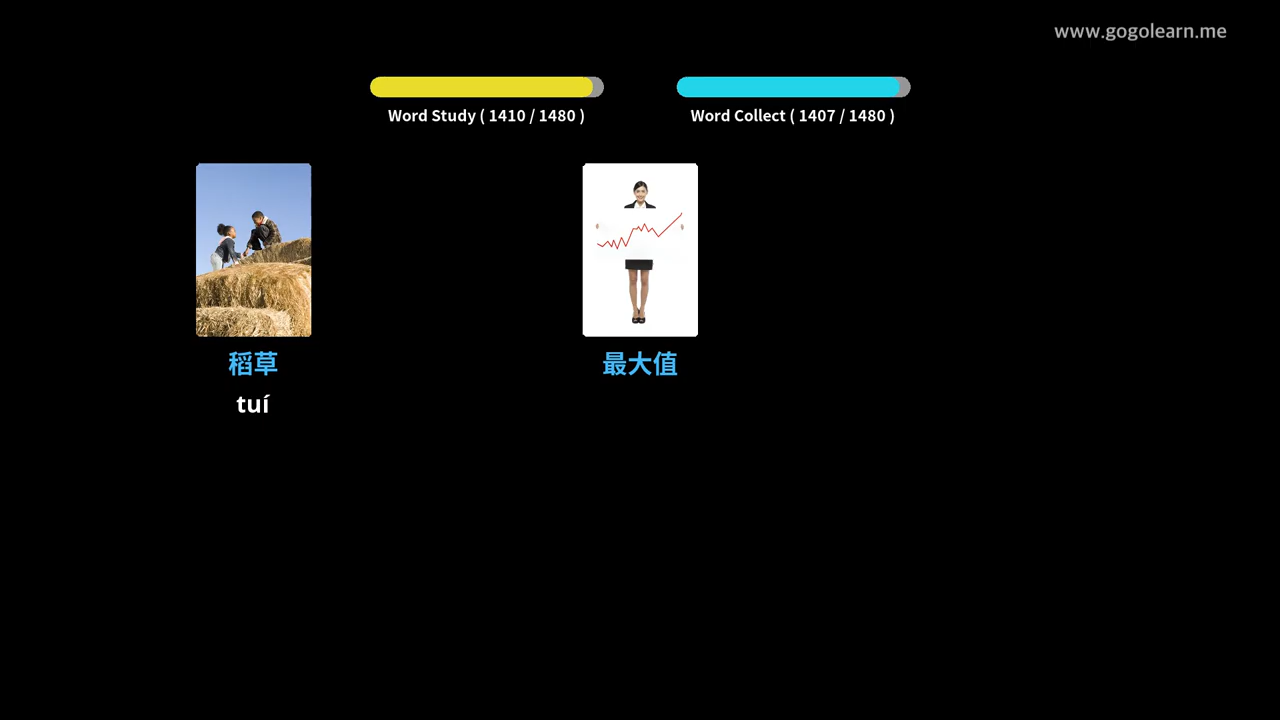 www.gogolearn.me
Word Study ( 1410 / 1480 )
Word Collect ( 1407 / 1480 )
稻草
tuí
最大值